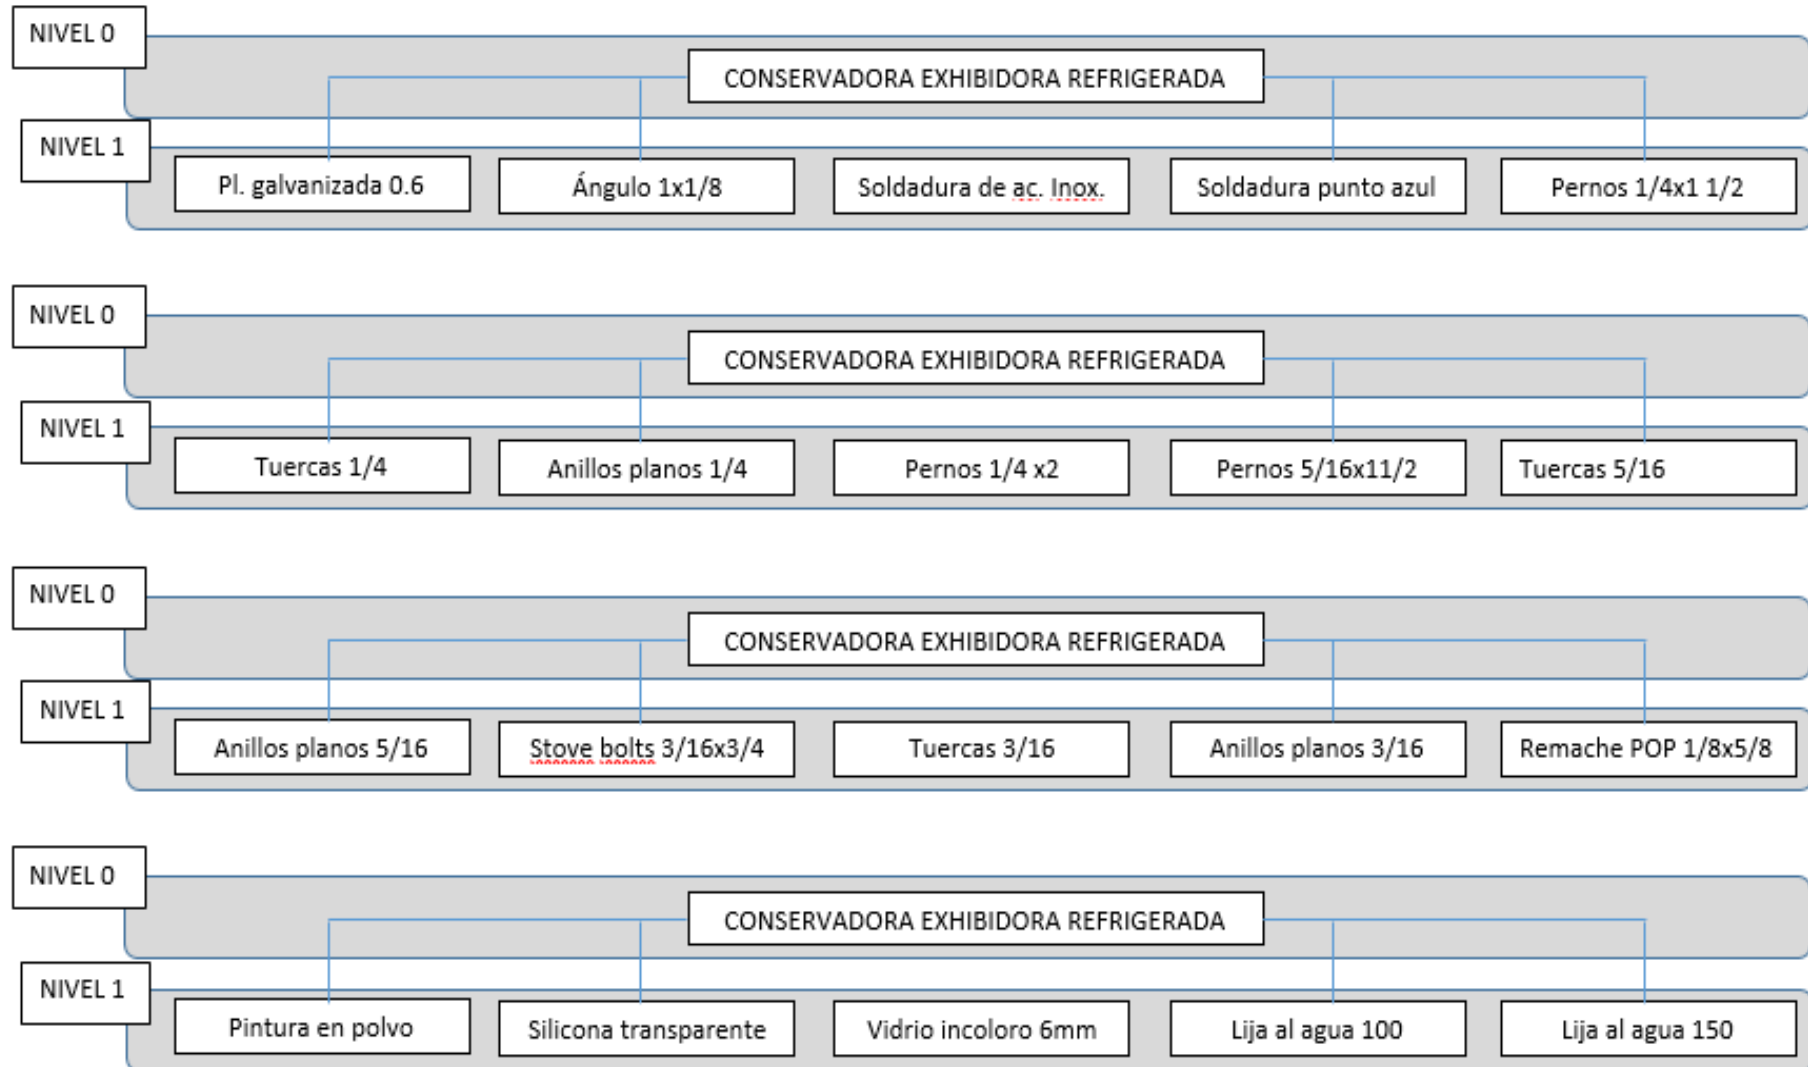 NIVEL 0
CONSERVADORA EXHIBIDORA REFRIGERADA
NIVEL 1
Pl. galvanizada 0.6
Ángulo 1x1/8
Soldadura de ac. Inox.
Soldadura punto azul
Pernos 1/4x1 1/2
NIVEL 0
CONSERVADORA EXHIBIDORA REFRIGERADA
NIVEL 1
Tuercas 1/4
Anillos planos 1/4
Pernos 1/4 x2
Pernos 5/16x11/2
Tuercas 5/16
NIVEL 0
CONSERVADORA EXHIBIDORA REFRIGERADA
NIVEL 1
Anillos planos 5/16
Stove bolts 3/16x3/4
Tuercas 3/16
Anillos planos 3/16
Remache POP 1/8x5/8
NIVEL 0
CONSERVADORA EXHIBIDORA REFRIGERADA
NIVEL 1
Pintura en polvo
Silicona transparente
Vidrio incoloro 6mm
Lija al agua 100
Lija al agua 150